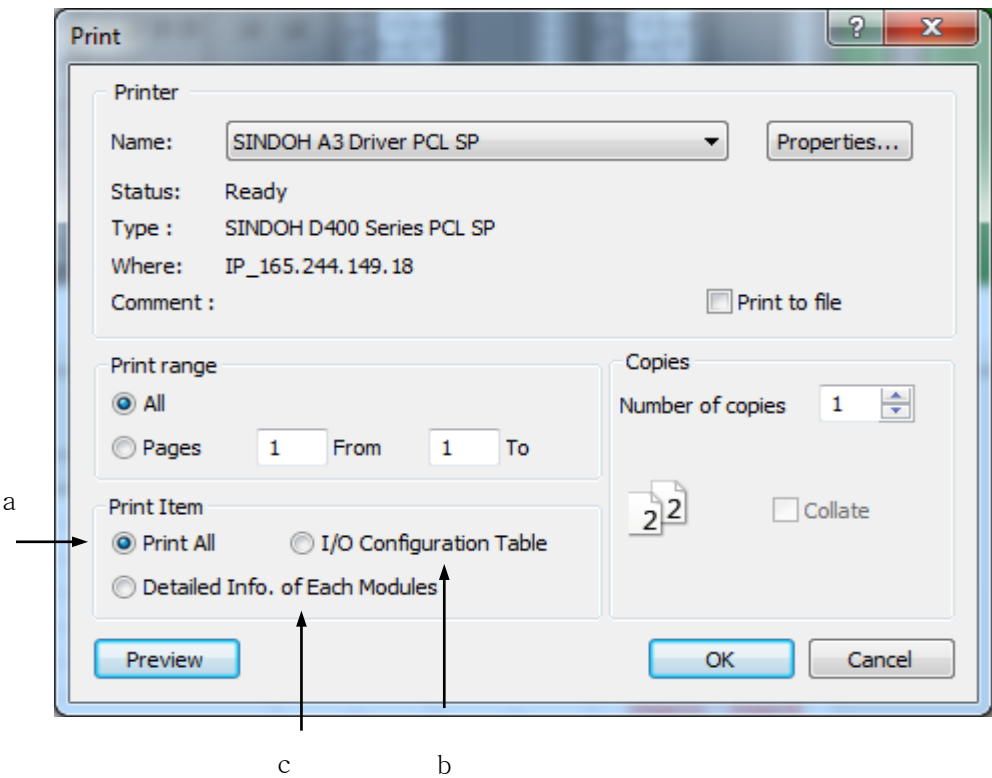 Print
?
X
Printer
Name: SINDOH A3 Driver PCL SP Properties...
Status: Ready
Type : SINDOH D400 Series PCL SP
Where: IP_165.244.149.18
Comment : Print to file
Print range
All
Pages 1 From 1 To
Copies
Number of copies 1
2 2
Collate
a
Print Item
Print All I/O Configuration Table
Detailed Info. of Each Modules
Preview OK Cancel
c b